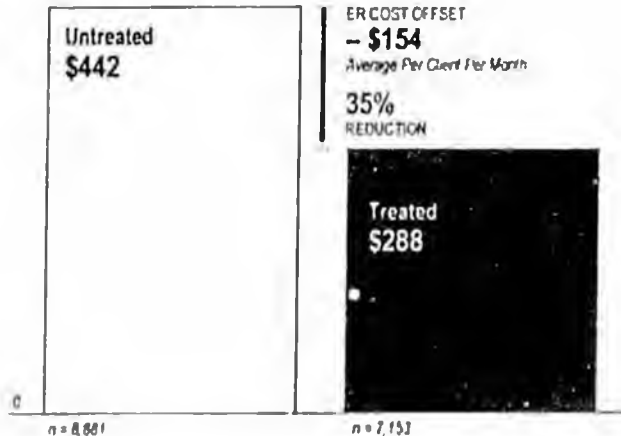 Untreated
$442
ER COST OFFSET
– $154
Average Per Client Per Month
35%
REDUCTION
Treated
$288
0
n = 8,881
n = 7,153